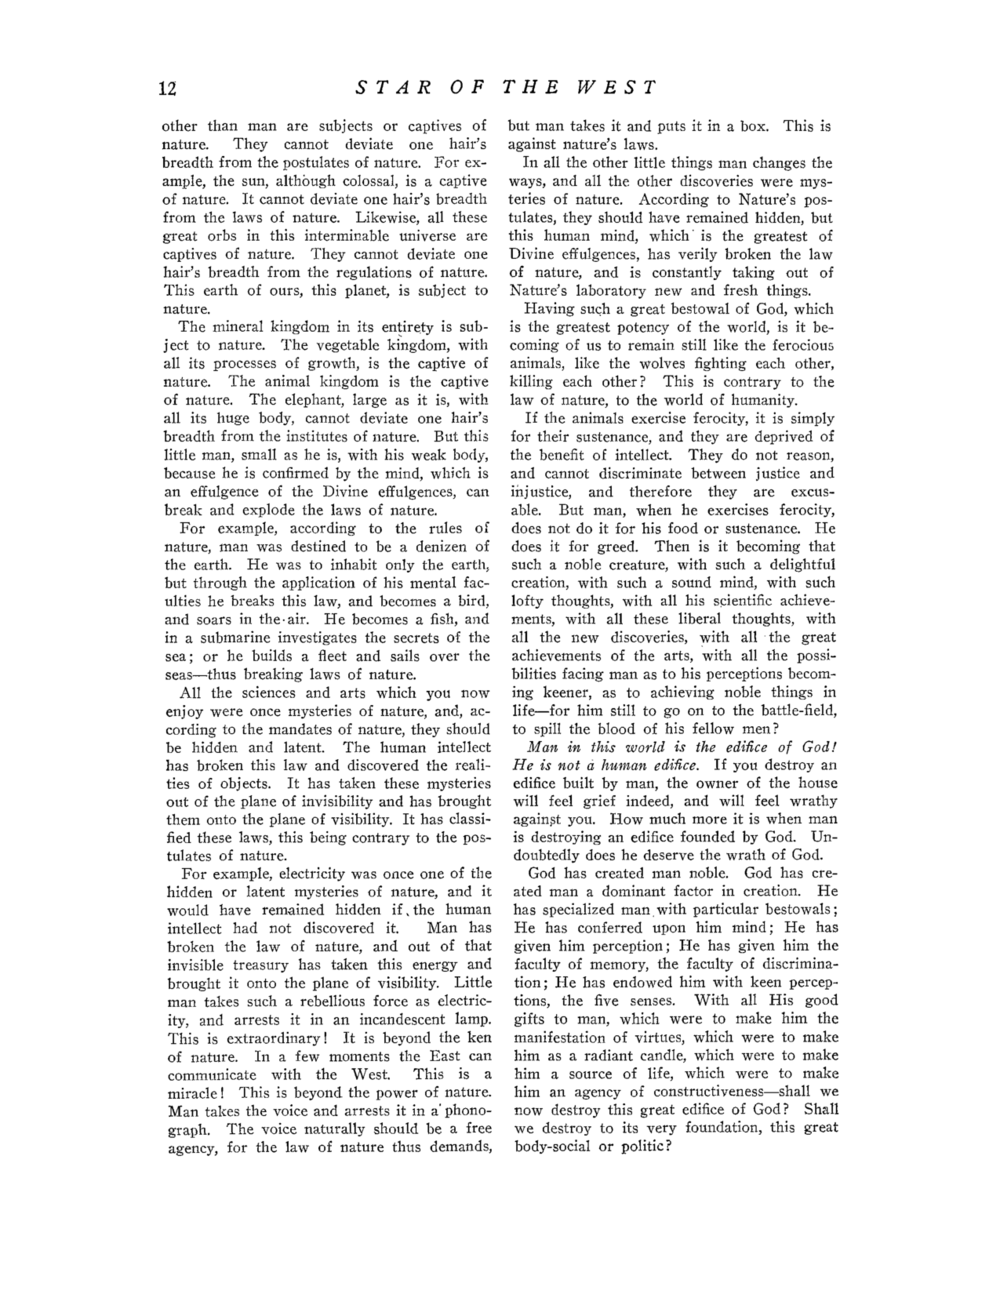 12
STAR OF THE WEST
other than man are subjects or captives of
nature. They cannot deviate one hair's
breadth from the postulates of nature. For ex-
ample, the sun, although colossal, is a captive
of nature. It cannot deviate one hair's breadth
from the laws of nature. Likewise, all these
great orbs in this interminable universe are
captives of nature. They cannot deviate one
hair's breadth from the regulations of nature.
This earth of ours, this planet, is subject to
nature.
The mineral kingdom in its entirety is sub-
ject to nature. The vegetable kingdom, with
all its processes of growth, is the captive of
nature. The animal kingdom is the captive
of nature. The elephant, large as it is, with
all its huge body, cannot deviate one hair's
breadth from the institutes of nature. But this
little man, small as he is, with his weak body,
because he is confirmed by the mind, which is
an effulgence of the Divine effulgences, can
break and explode the laws of nature.
For example, according to the rules of
nature, man was destined to be a denizen of
the earth. He was to inhabit only the earth,
but through the application of his mental fac-
ulties he breaks this law, and becomes a bird,
and soars in the air. He becomes a fish, and
in a submarine investigates the secrets of the
sea; or he builds a fleet and sails over the
seas—thus breaking laws of nature.
All the sciences and arts which you now
enjoy were once mysteries of nature, and, ac-
cording to the mandates of nature, they should
be hidden and latent. The human intellect
has broken this law and discovered the reali-
ties of objects. It has taken these mysteries
out of the plane of invisibility and has brought
them onto the plane of visibility. It has classi-
fied these laws, this being contrary to the pos-
tulates of nature.
For example, electricity was once one of the
hidden or latent mysteries of nature, and it
would have remained hidden if the human
intellect had not discovered it. Man has
broken the law of nature, and out of that
invisible treasury has taken this energy and
brought it onto the plane of visibility. Little
man takes such a rebellious force as electric-
ity, and arrests it in an incandescent lamp.
This is extraordinary! It is beyond the ken
of nature. In a few moments the East can
communicate with the West. This is a
miracle! This is beyond the power of nature.
Man takes the voice and arrests it in a phono-
graph. The voice naturally should be a free
agency, for the law of nature thus demands,
but man takes it and puts it in a box. This is
against nature's laws.
In all the other little things man changes the
ways, and all the other discoveries were mys-
teries of nature. According to Nature's pos-
tulates, they should have remained hidden, but
this human mind, which is the greatest of
Divine effulgences, has verily broken the law
of nature, and is constantly taking out of
Nature's laboratory new and fresh things.
Having such a great bestowal of God, which
is the greatest potency of the world, is it be-
coming of us to remain still like the ferocious
animals, like the wolves fighting each other,
killing each other? This is contrary to the
law of nature, to the world of humanity.
If the animals exercise ferocity, it is simply
for their sustenance, and they are deprived of
the benefit of intellect. They do not reason,
and cannot discriminate between justice and
injustice, and therefore they are excus-
able. But man, when he exercises ferocity,
does not do it for his food or sustenance. He
does it for greed. Then is it becoming that
such a noble creature, with such a delightful
creation, with such a sound mind, with such
lofty thoughts, with all his scientific achieve-
ments, with all these liberal thoughts, with
all the new discoveries, with all the great
achievements of the arts, with all the possi-
bilities facing man as to his perceptions becom-
ing keener, as to achieving noble things in
life—for him still to go on to the battle-field,
to spill the blood of his fellow men?
Man in this world is the edifice of God!
He is not a human edifice. If you destroy an
edifice built by man, the owner of the house
will feel grief indeed, and will feel wrathy
against you. How much more it is when man
is destroying an edifice founded by God. Un-
doubtedly does he deserve the wrath of God.
God has created man noble. God has cre-
ated man a dominant factor in creation. He
has specialized man with particular bestowals;
He has conferred upon him mind; He has
given him perception; He has given him the
faculty of memory, the faculty of discrimina-
tion; He has endowed him with keen percep-
tions, the five senses. With all His good
gifts to man, which were to make him the
manifestation of virtues, which were to make
him as a radiant candle, which were to make
him a source of life, which were to make
him an agency of constructiveness—shall we
now destroy this great edifice of God? Shall
we destroy to its very foundation, this great
body-social or politic?